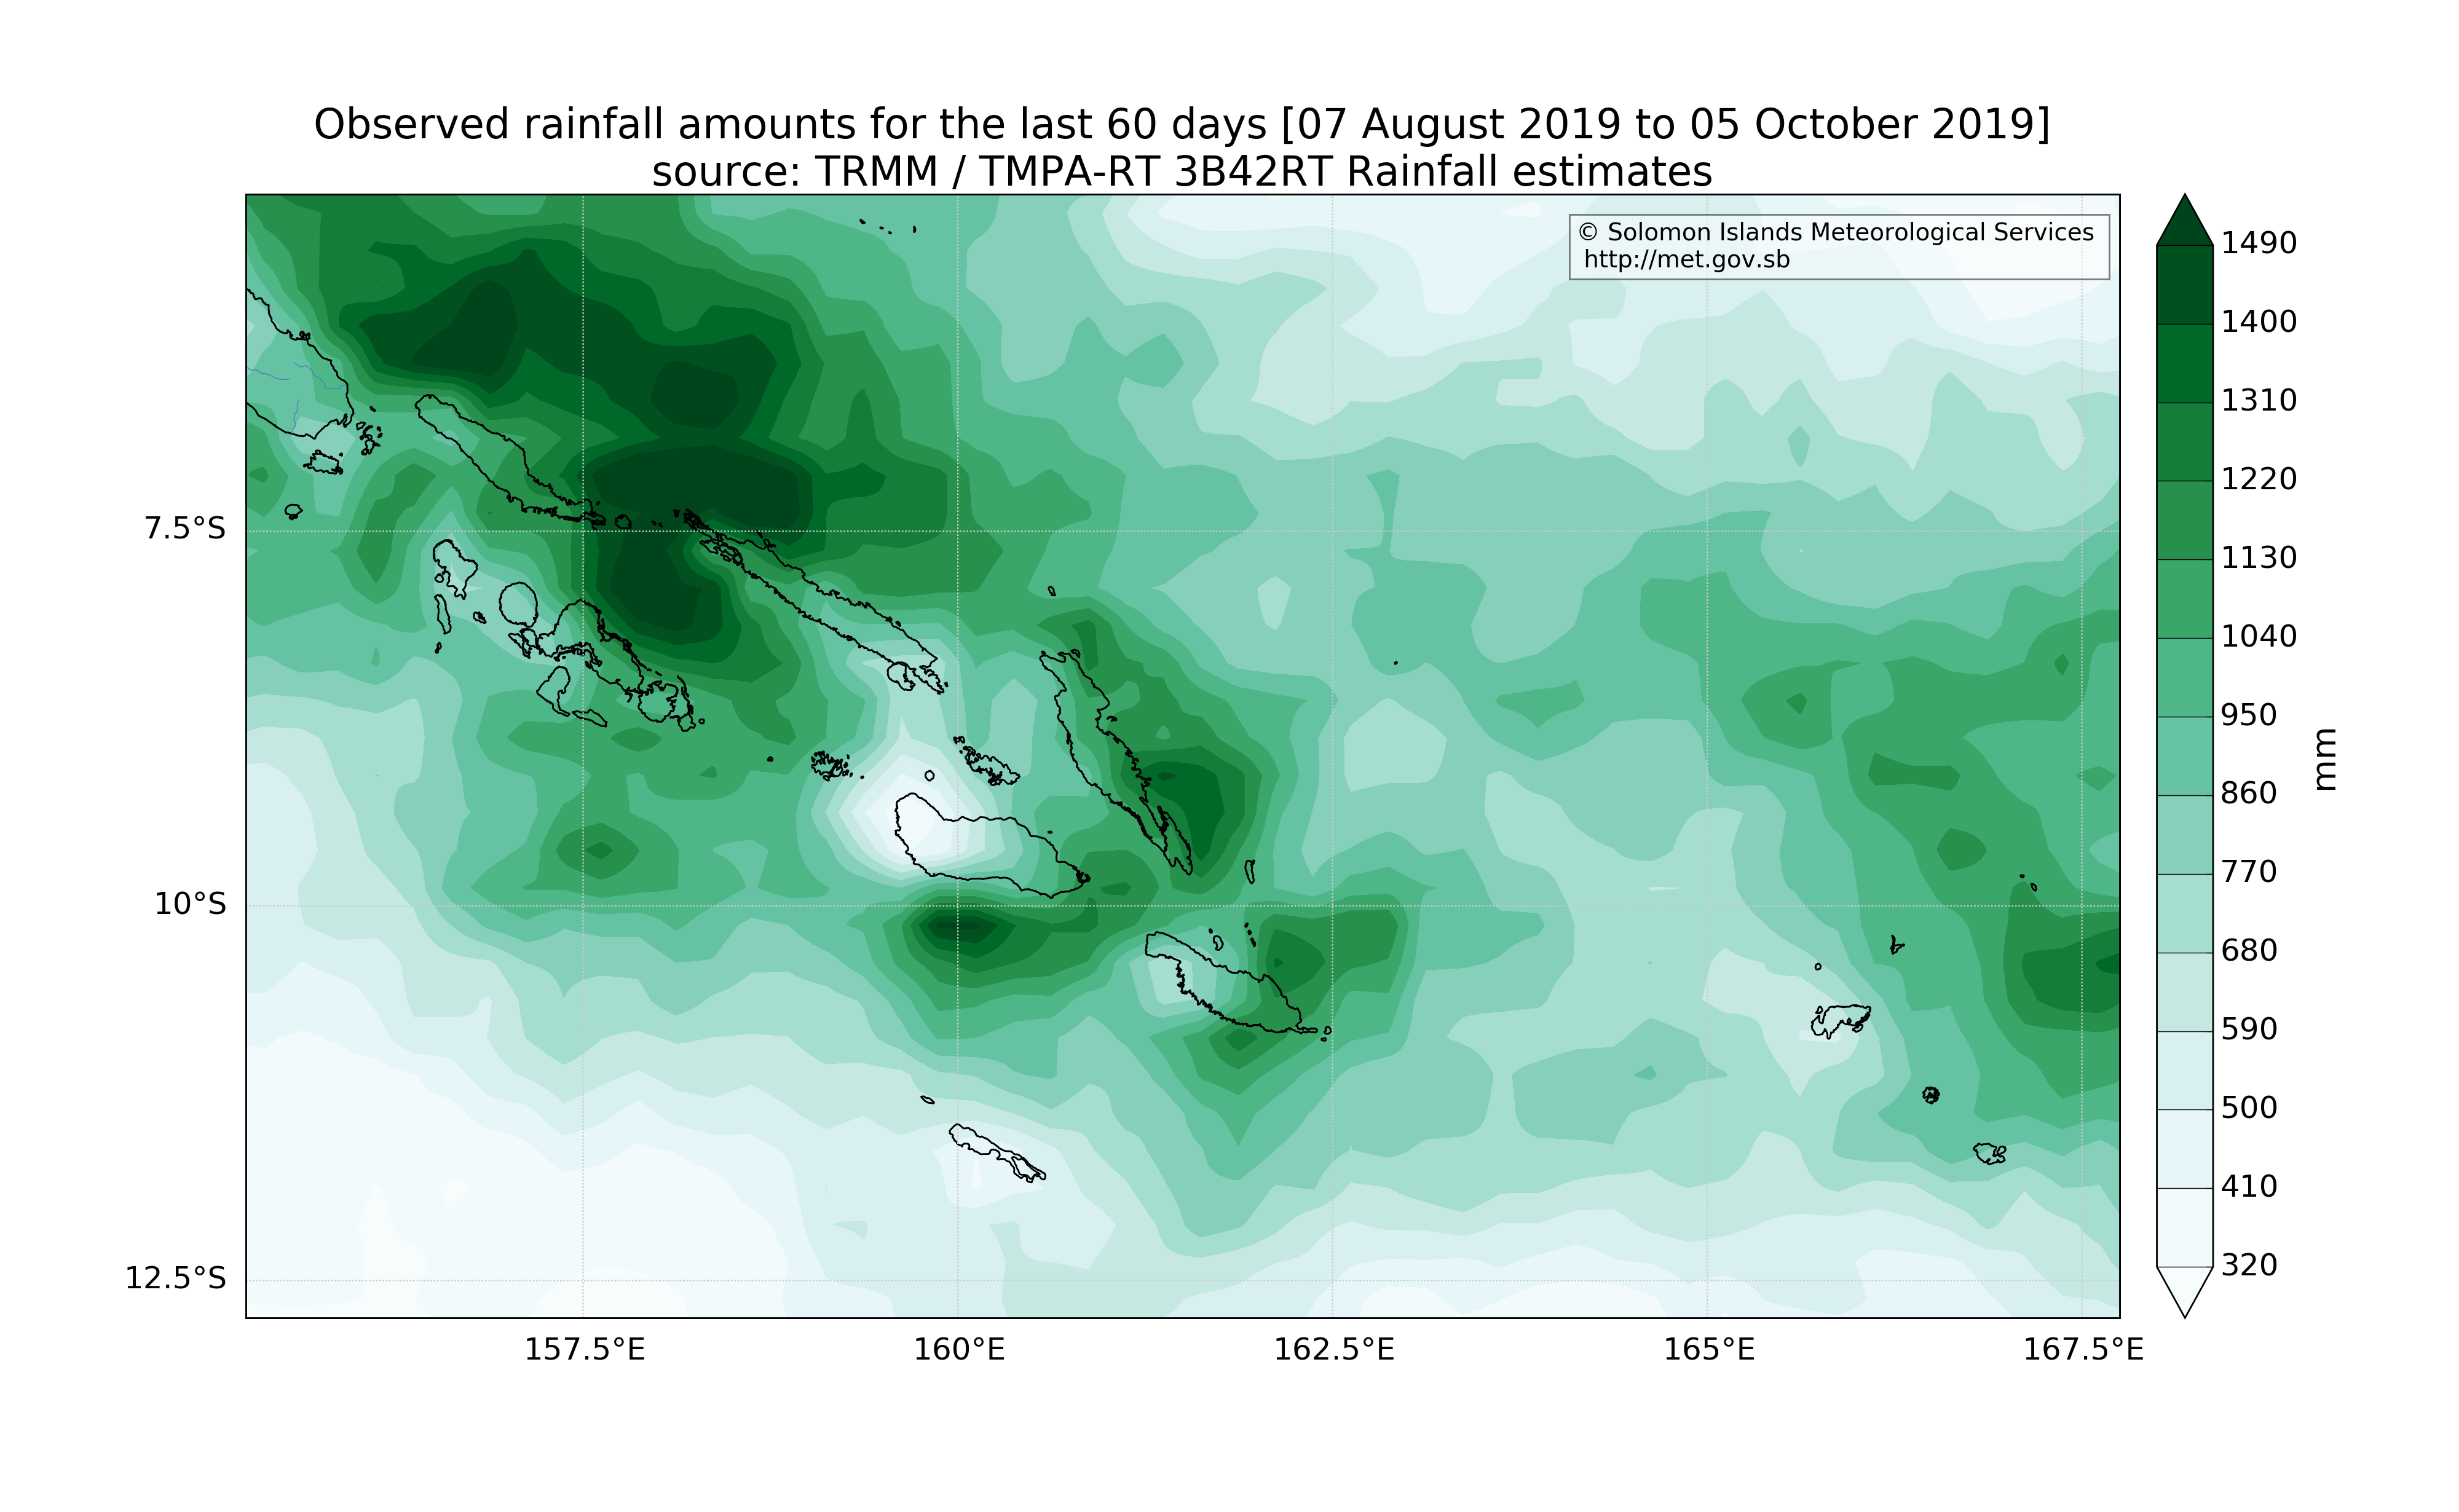 Observed rainfall amounts for the last 60 days [07 August 2019 to 05 October 2019]
source: TRMM / TMPA-RT 3B42RT Rainfall estimates
© Solomon Islands Meteorological Services
http://met.gov.sb
7.5°S
10°S
12.5°S
157.5°E
160°E
162.5°E
165°E
167.5°E
1490
1400
1310
1220
1130
1040
950
860
770
680
590
500
410
320
mm